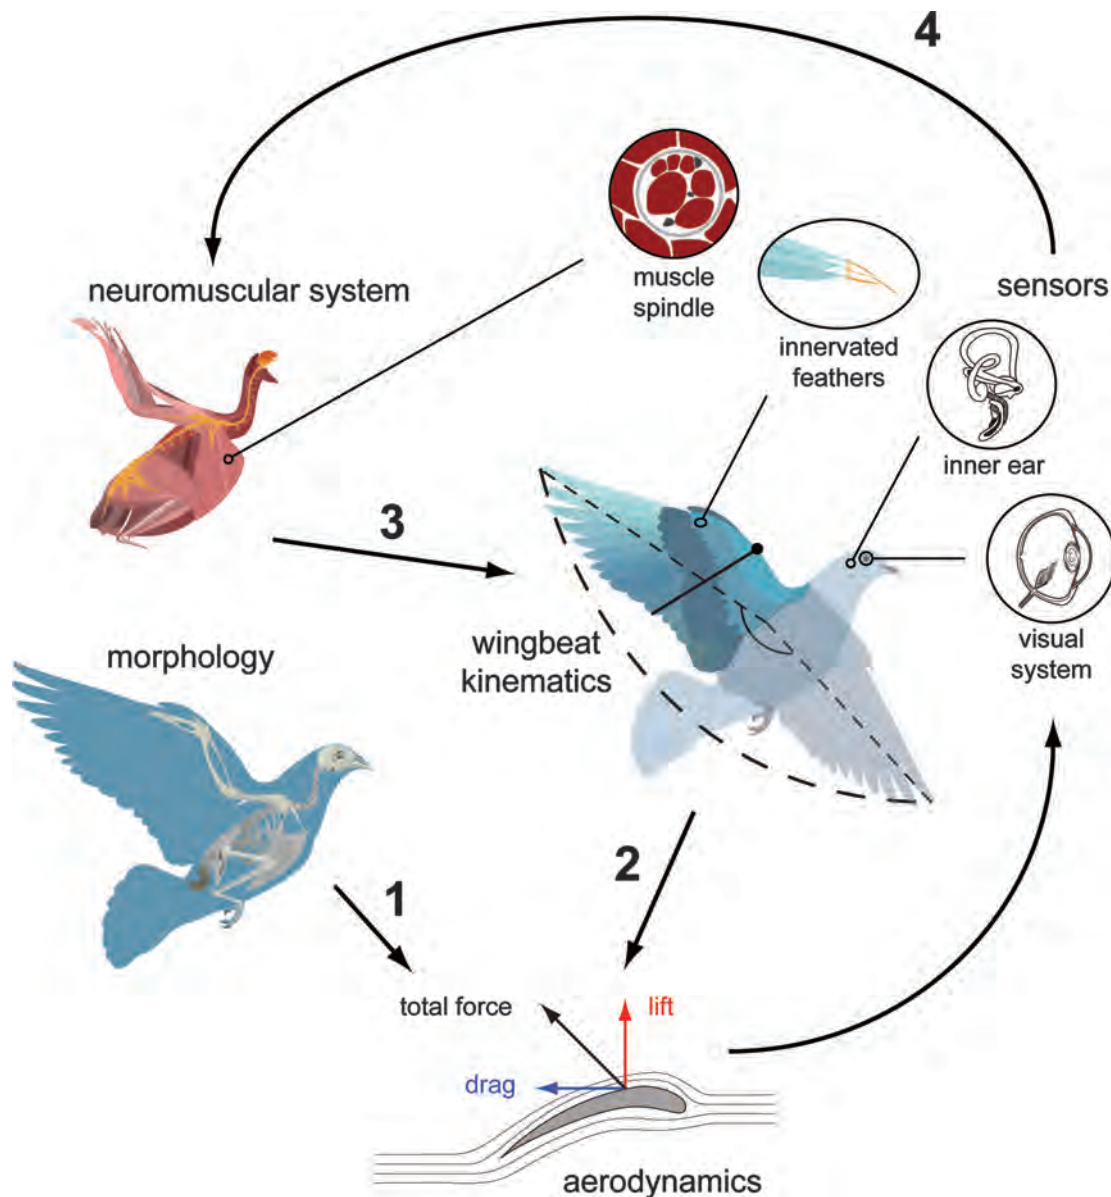 4
muscle
spindle
neuromuscular system
sensors
innervated
feathers
inner ear
3
wingbeat
kinematics
visual
system
morphology
2
1
total force
lift
drag
aerodynamics